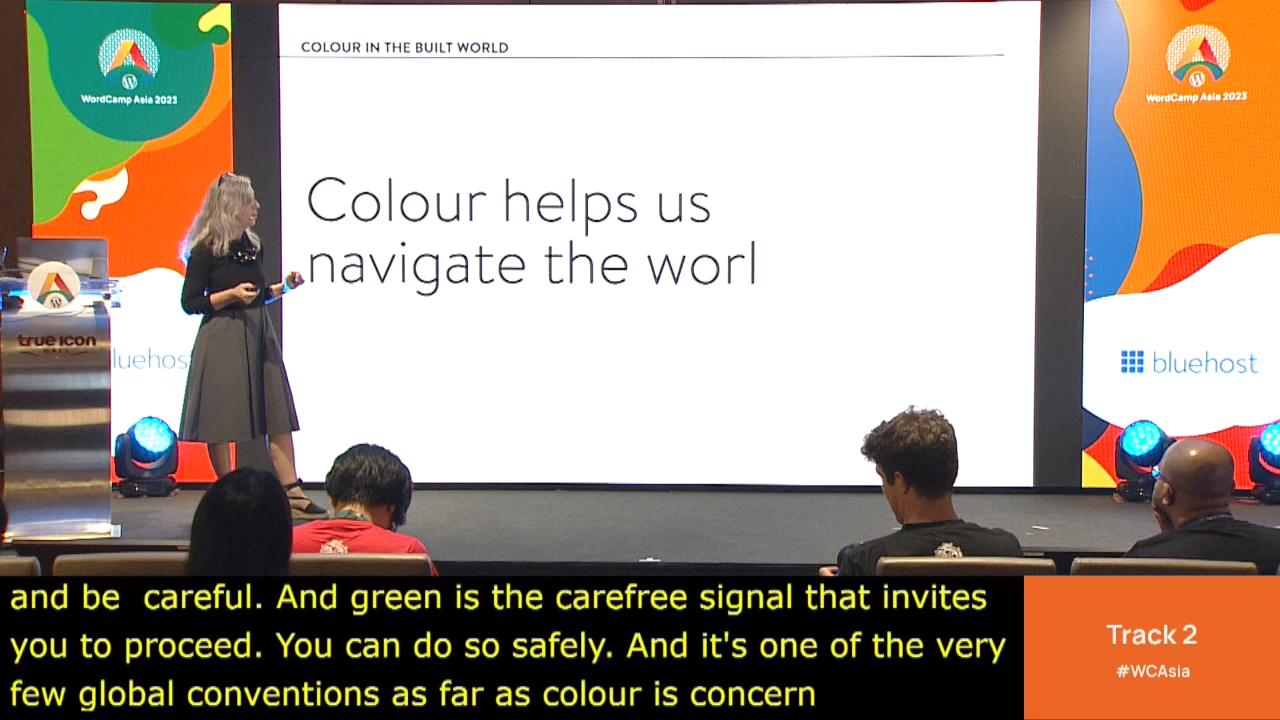 COLOUR IN THE BUILT WORLD
WordCamp Asia 2023
WordCamp Asia 2023
Colour helps us
navigate the worl
true icon
HALL
luehos
bluehost
and be  careful. And green is the carefree signal that invites
you to proceed. You can do so safely. And it's one of the very
few global conventions as far as colour is concern
Track 2
#WCAsia